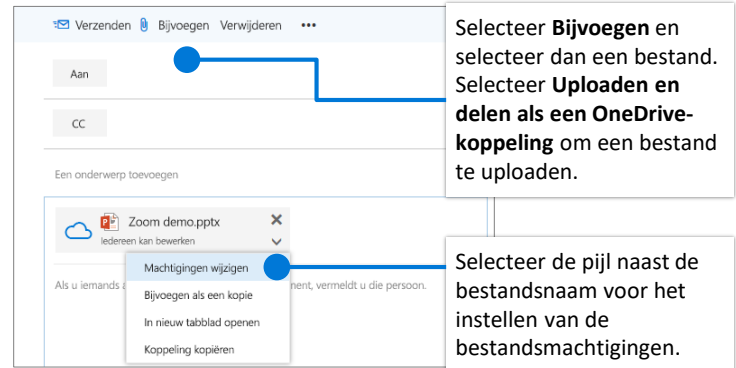 Verzenden Bijvoegen Verwijderen •••
Aan
CC
Een onderwerp toevoegen
Zoom demo.pptx
Iedereen kan bewerken
Machtigingen wijzigen
Als u iemands nent, vermeldt u die persoon.
Bijvoegen als een kopie
In nieuw tabblad openen
Koppeling kopiëren
Selecteer Bijvoegen en
selecteer dan een bestand.
Selecteer Uploaden en
delen als een OneDrive-
koppeling om een bestand
te uploaden.
Selecteer de pijl naast de
bestandsnaam voor het
instellen van de
bestandsmachtigingen.